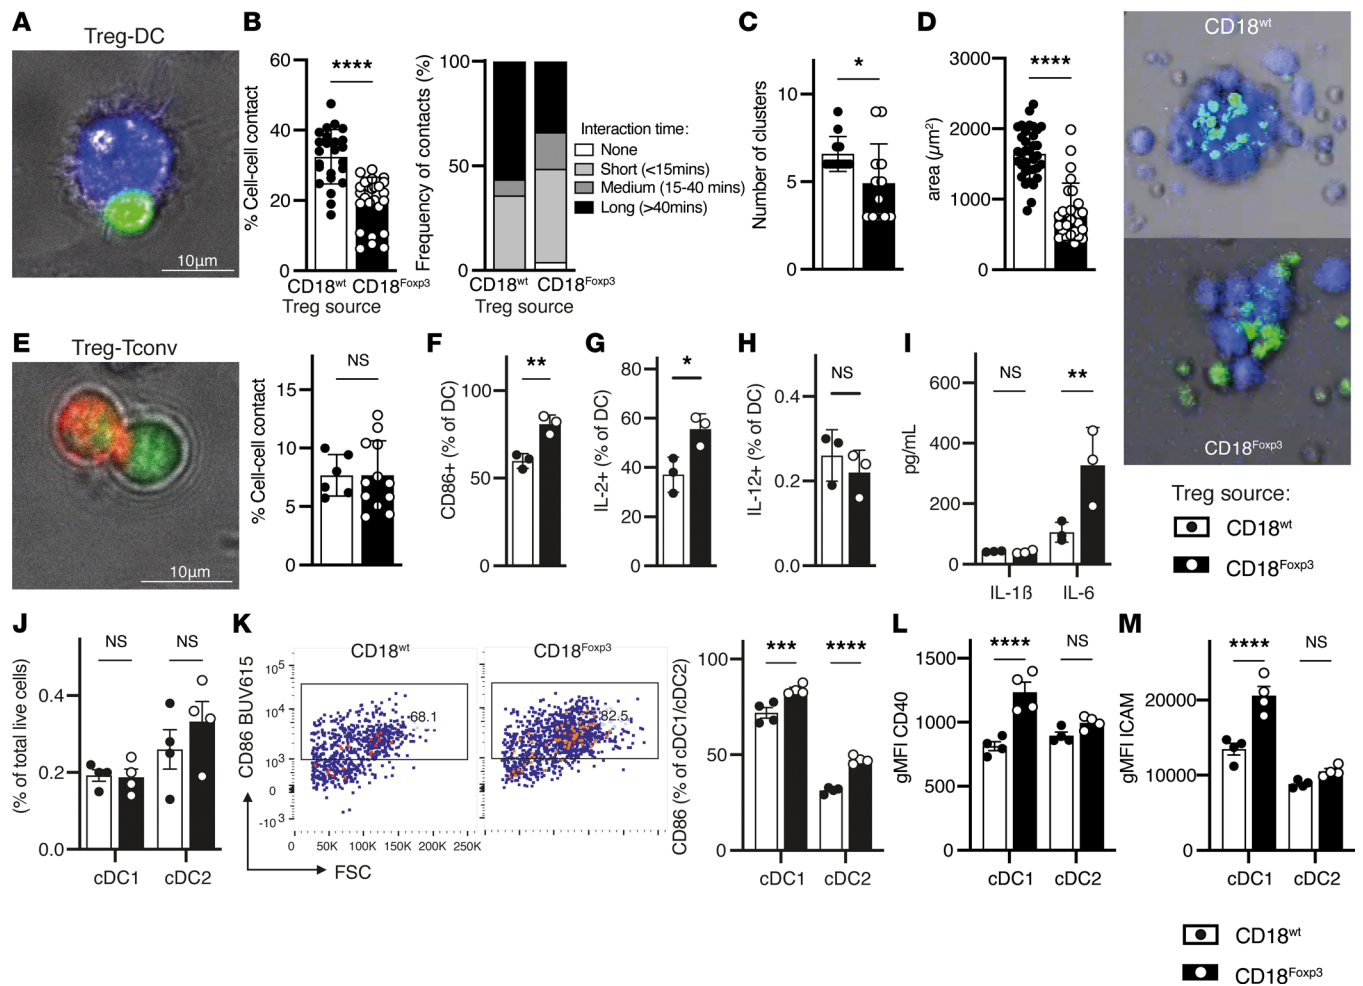 A
Treg-DC
10µm
B
% Cell-cell contact
60
40
20
0
****
CD18wt CD18Foxp3
Treg source
Frequency of contacts (%)
100
50
0
CD18wt CD18Foxp3
Treg source
Interaction time:
None
Short (<15mins)
Medium (15-40 mins)
Long (>40mins)
C
Number of clusters
10
5
0
*
D
area (µm²)
3000
2000
1000
0
****
CD18wt
CD18Foxp3
E
Treg-Tconv
10µm
% Cell-cell contact
15
10
5
0
NS
F
CD86+ (% of DC)
100
50
0
**
G
IL-2+ (% of DC)
80
60
40
20
0
*
H
IL-12+ (% of DC)
0.4
0.2
0.0
NS
I
pg/mL
600
400
200
0
NS
**
IL-1ß IL-6
Treg source:
CD18wt
CD18Foxp3
J
(% of total live cells)
0.4
0.2
0.0
NS NS
cDC1 cDC2
K
CD86 BUV615
10⁵
10⁴
10³
0
-10³
CD18wt
68.1
CD18Foxp3
82.5
0 50K 100K 150K 200K 250K
FSC
CD86 (% of cDC1/cDC2)
100
50
0
*** ****
cDC1 cDC2
L
gMFI CD40
1500
1000
500
0
**** NS
cDC1 cDC2
M
gMFI ICAM
20000
10000
0
**** NS
cDC1 cDC2
CD18wt
CD18Foxp3